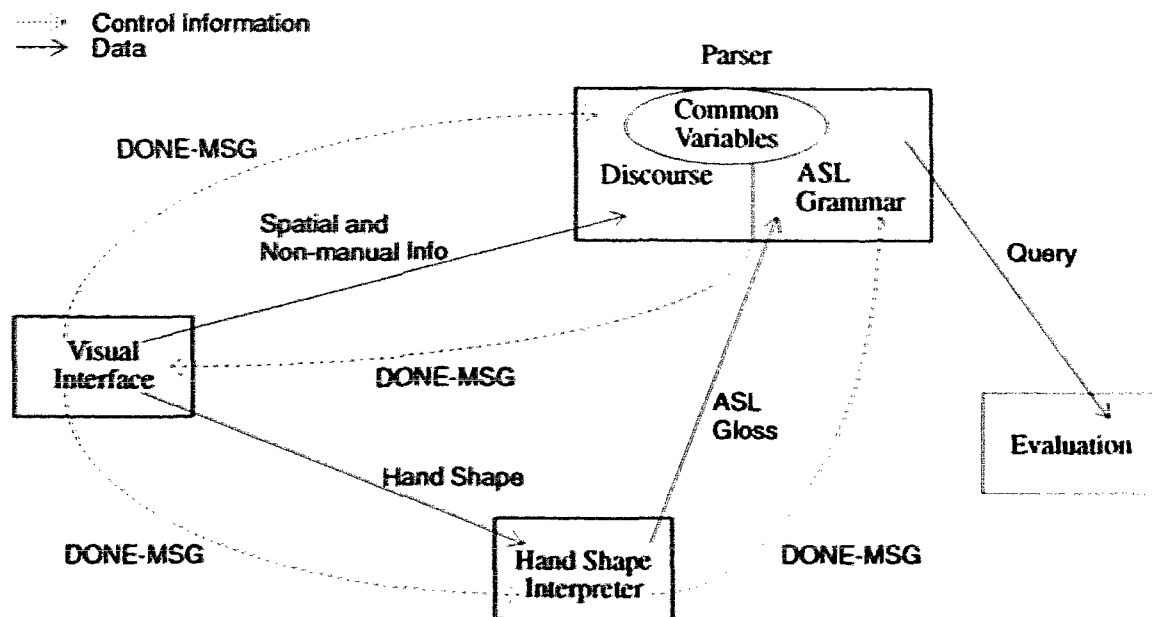 Control information
Data
Parser
Common
Variables
DONE-MSG
Discourse
ASL
Grammar
Spatial and
Non-manual Info
Query
Visual
Interface
DONE-MSG
ASL
Gloss
Evaluation
Hand Shape
DONE-MSG
Hand Shape
Interpreter
DONE-MSG